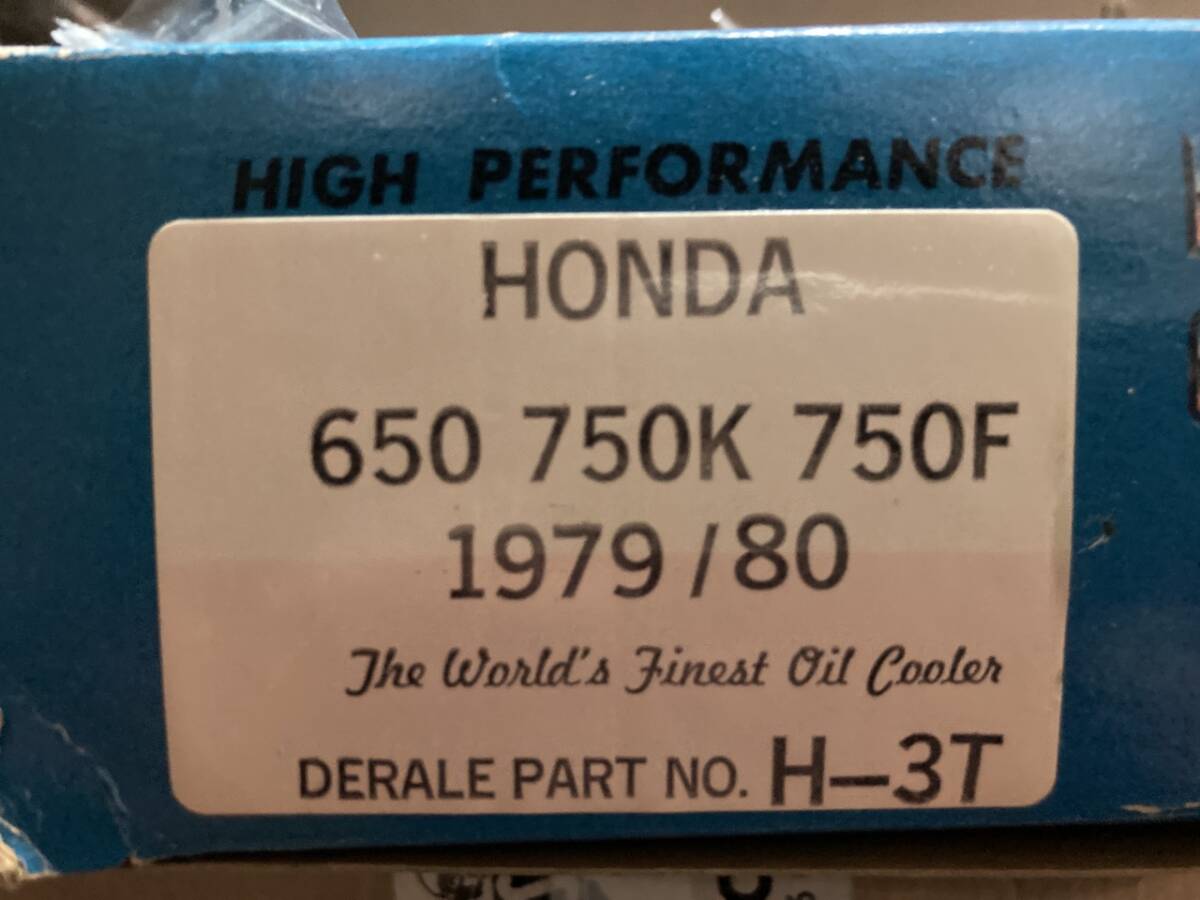 HIGH PERFORMANCE
HONDA
650 750K 750F
1979/80
The World's Finest Oil Cooler
DERALE PART NO. H-3T